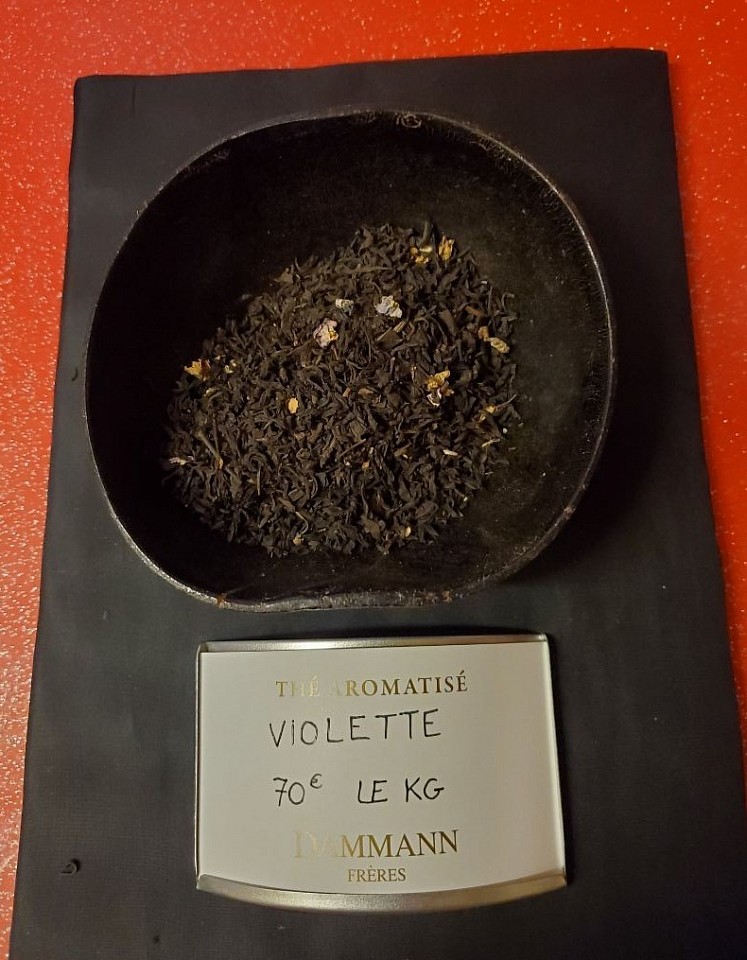 THÉ AROMATISÉ
VIOLETTE
70€ LE KG
DAMMANN
FRÈRES